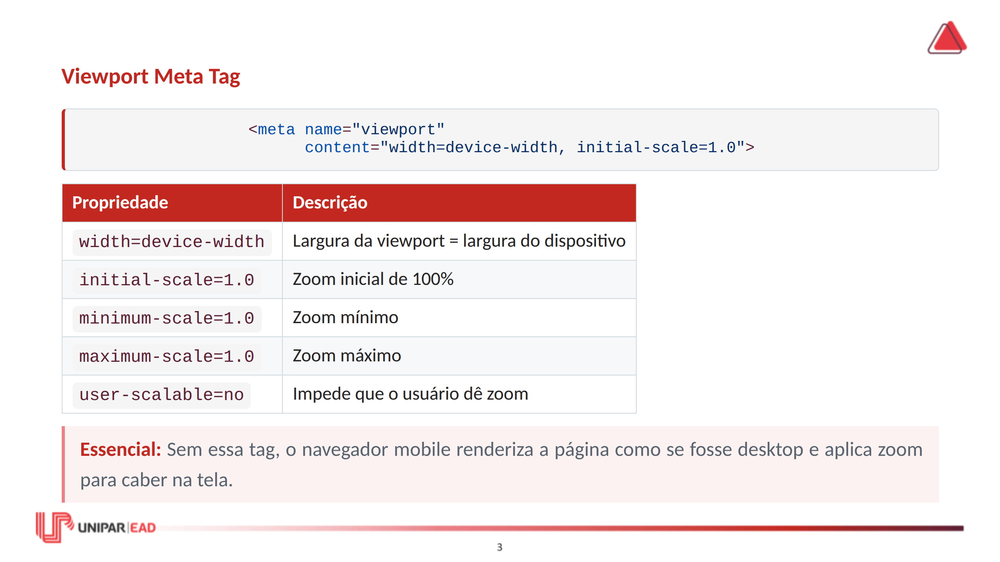 Viewport Meta Tag
<meta name="viewport"
content="width=device-width, initial-scale=1.0">
Propriedade Descrição
width=device-width Largura da viewport = largura do dispositivo
initial-scale=1.0 Zoom inicial de 100%
minimum-scale=1.0 Zoom mínimo
maximum-scale=1.0 Zoom máximo
user-scalable=no Impede que o usuário dê zoom
Essencial: Sem essa tag, o navegador mobile renderiza a página como se fosse desktop e aplica zoom
para caber na tela.
UNIPAR|EAD
3